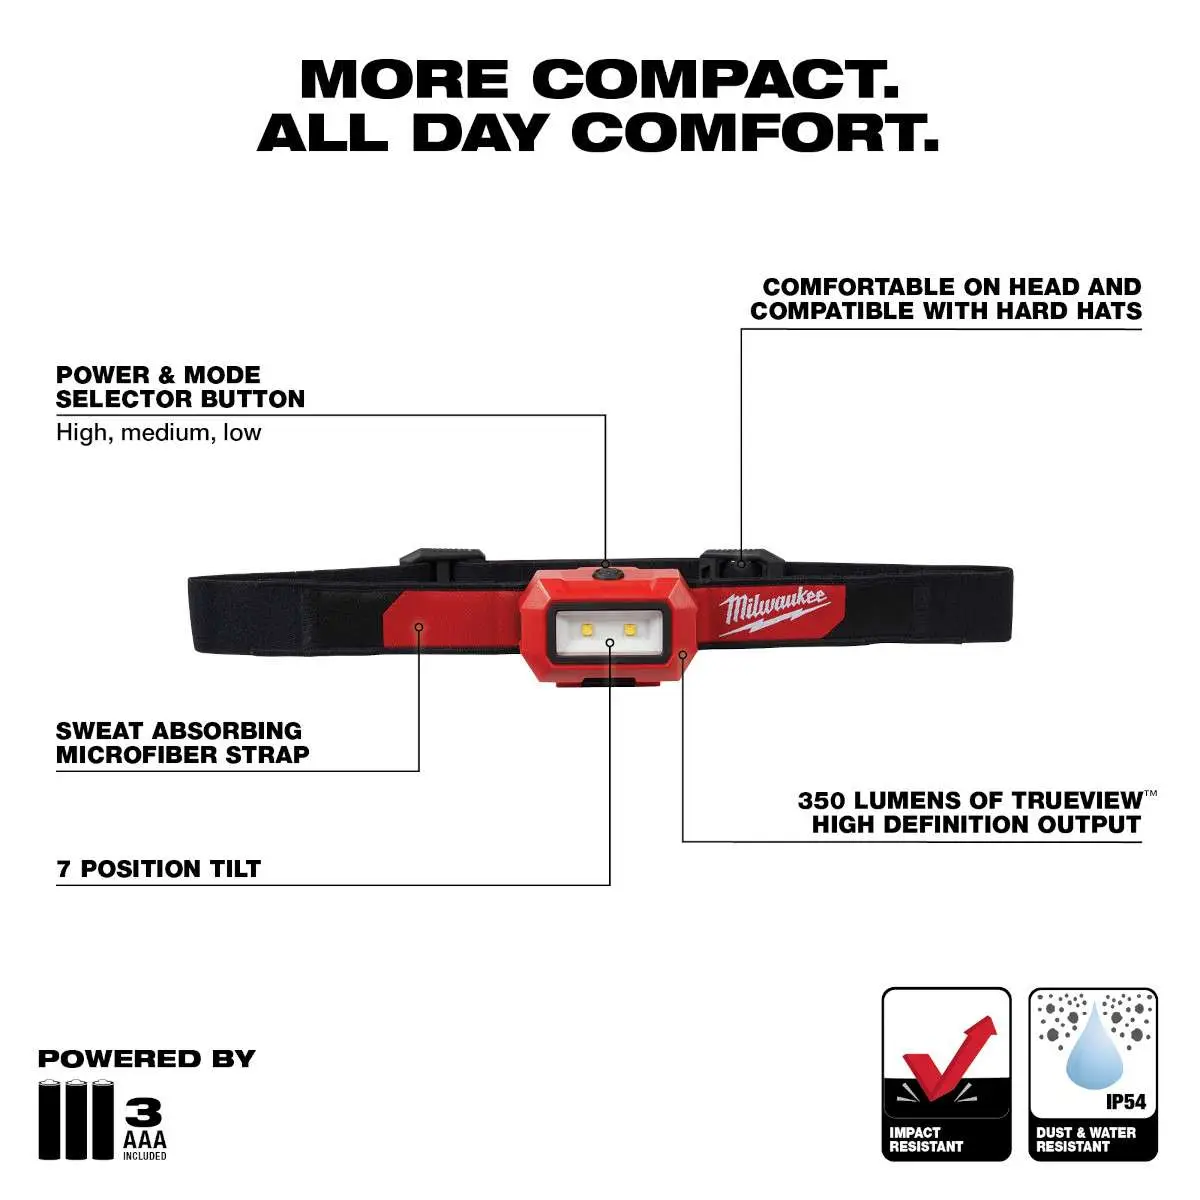 MORE COMPACT.
ALL DAY COMFORT.
COMFORTABLE ON HEAD AND
COMPATIBLE WITH HARD HATS
POWER & MODE
SELECTOR BUTTON
High, medium, low
Milwaukee
SWEAT ABSORBING
MICROFIBER STRAP
350 LUMENS OF TRUEVIEW™
HIGH DEFINITION OUTPUT
7 POSITION TILT
POWERED BY
3
AAA
INCLUDED
IMPACT
RESISTANT
IP54
DUST & WATER
RESISTANT